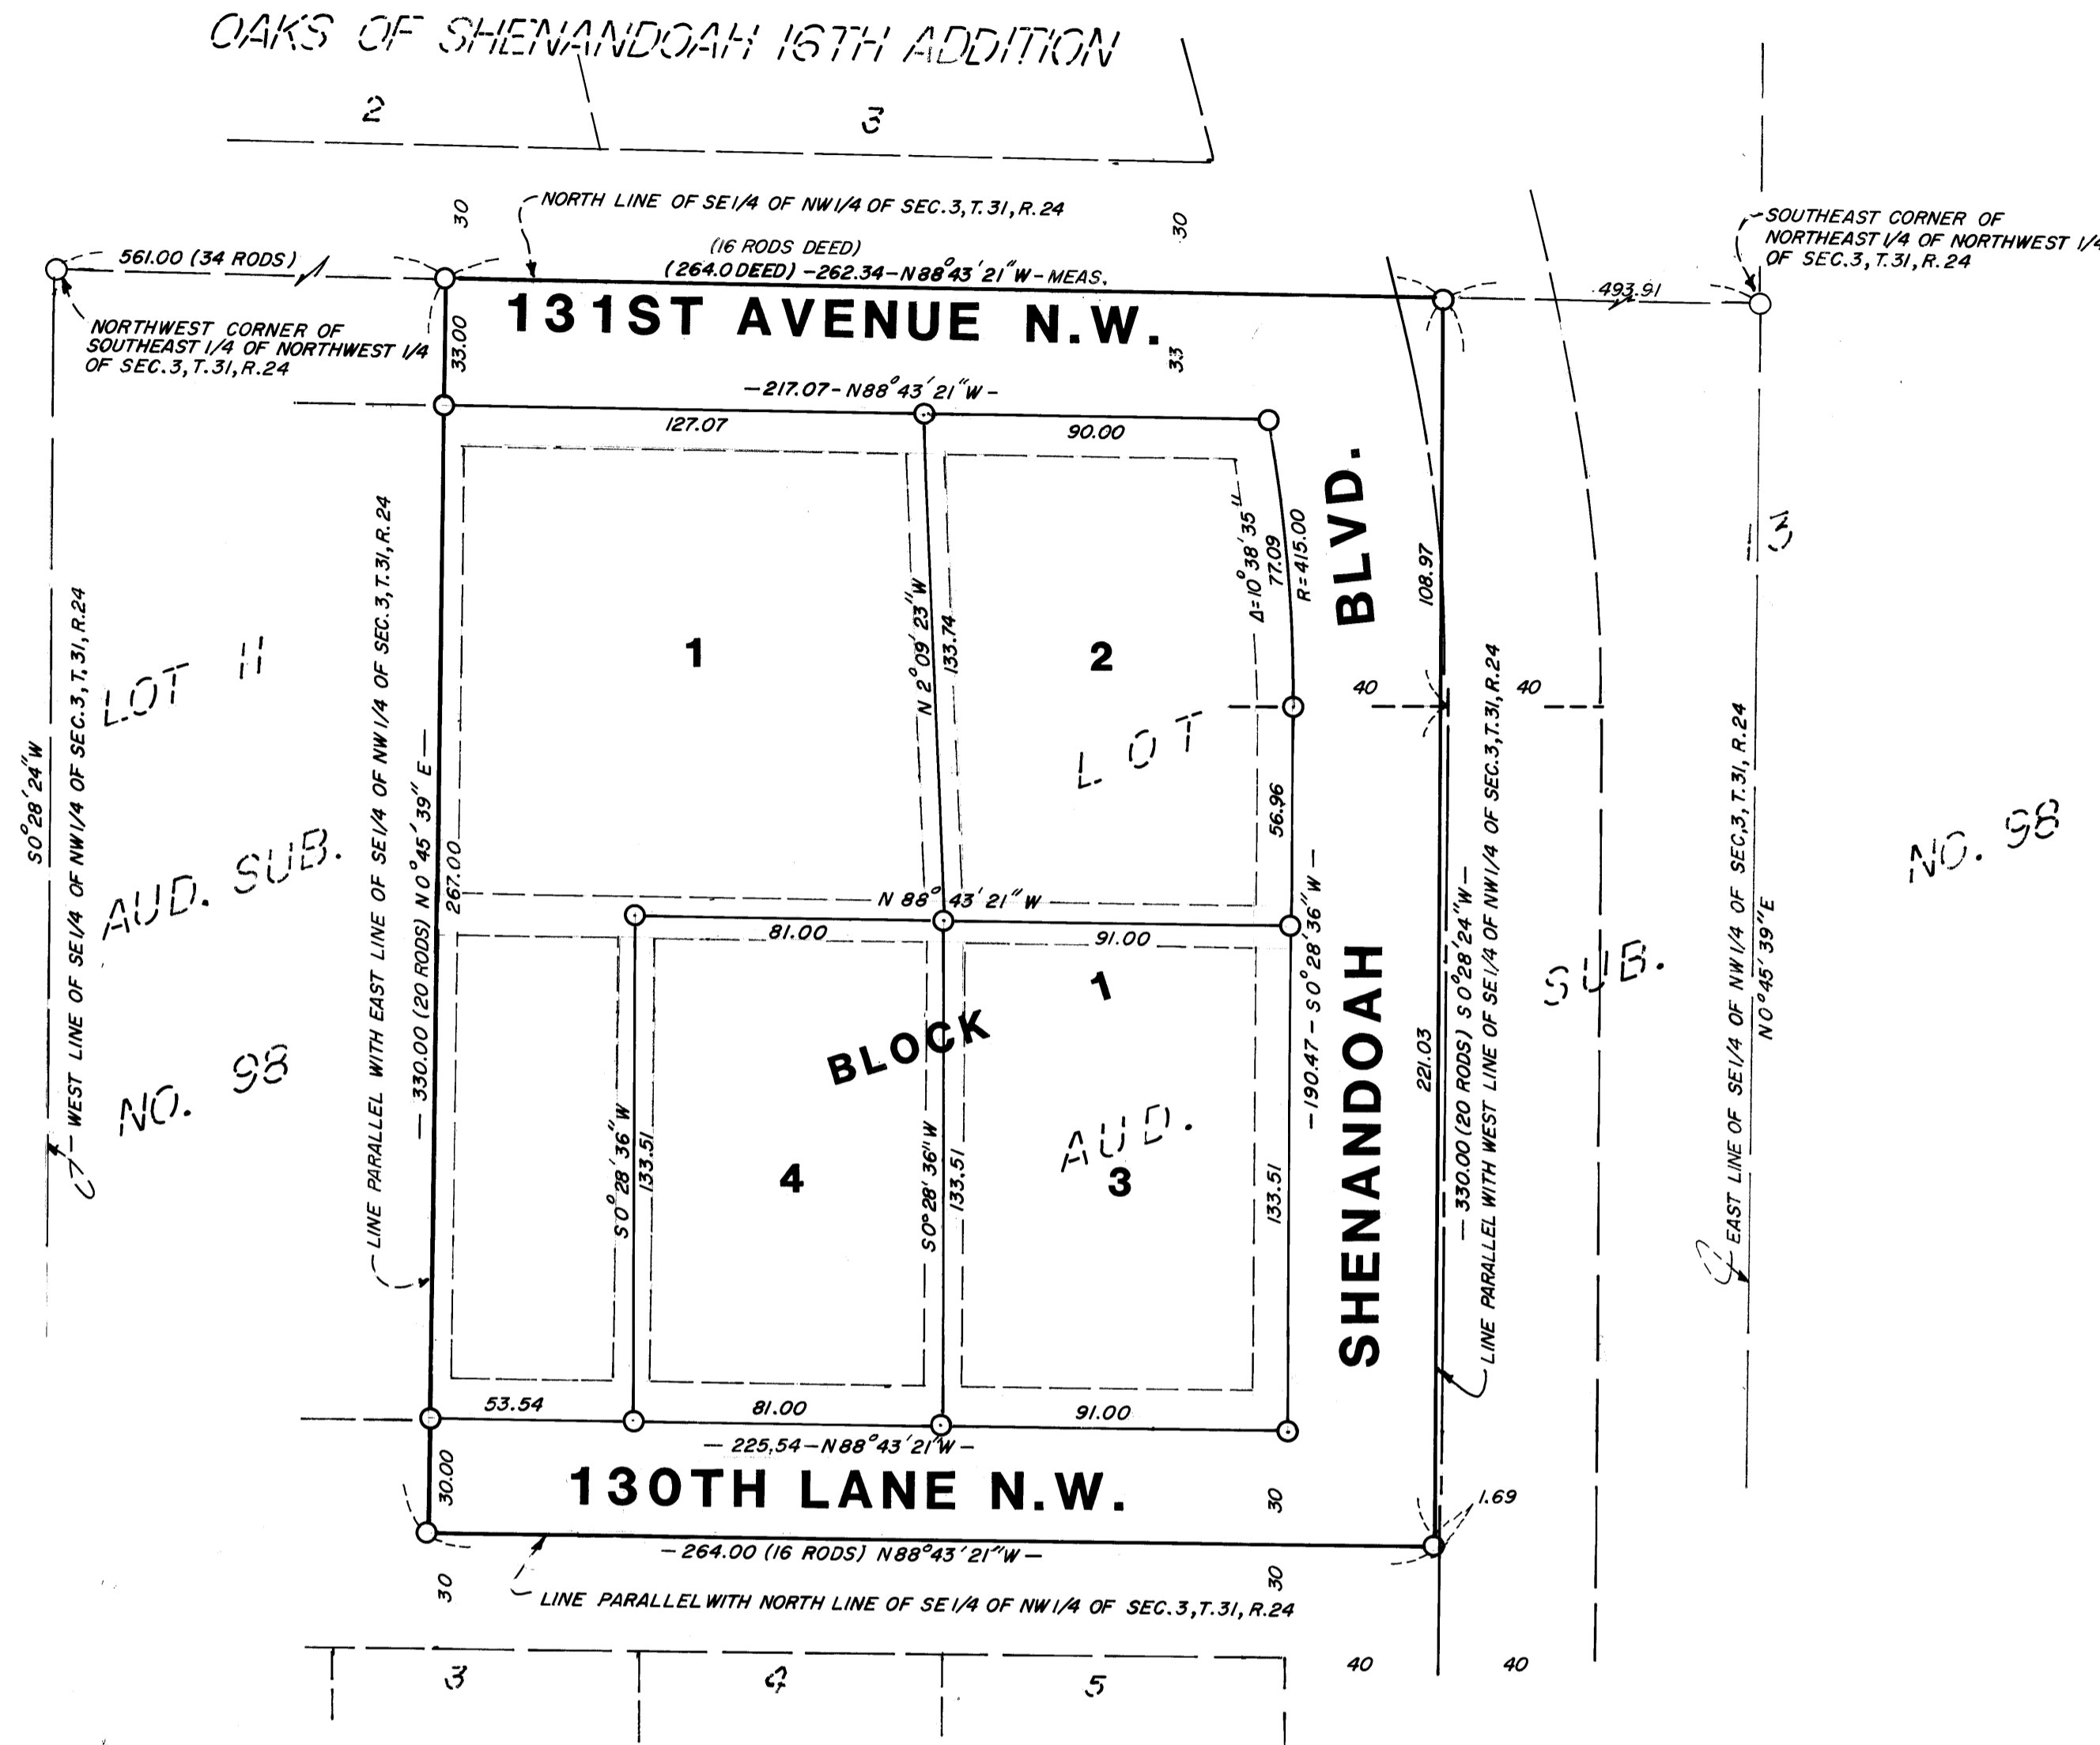 OAKS OF SHENANDOAH 16TH ADDITION
2
3
30
NORTH LINE OF SE1/4 OF NW1/4 OF SEC.3,T.31,R.24
30
SOUTHEAST CORNER OF
NORTHEAST 1/4 OF NORTHWEST 1/4
OF SEC.3,T.31,R.24
561.00 (34 RODS)
(16 RODS DEED)
(264.0 DEED) -262.34-N88°43'21"W-MEAS.
493.91
NORTHWEST CORNER OF
SOUTHEAST 1/4 OF NORTHWEST 1/4
OF SEC.3,T.31,R.24
33.00
131ST AVENUE N.W.
33
-217.07-N88°43'21"W-
127.07
90.00
Δ=10°38'35"
77.09
R=415.00
SHENANDOAH BLVD.
108.97
3
1
N 2°09'23"W
133.74
2
LOT
40
40
56.96
LOT 11
AUD. SUB.
NO. 98
S0°28'24"W
WEST LINE OF SE1/4 OF NW1/4 OF SEC.3,T.31,R.24
LINE PARALLEL WITH EAST LINE OF SE1/4 OF NW1/4 OF SEC.3,T.31,R.24
— 330.00 (20 RODS) N0°45'39"E —
267.00
N 88°43'21"W
81.00
91.00
-190.47-S0°28'36"W-
1
BLOCK
AUD.
SUB.
NO. 98
S0°28'36"W
133.51
4
S0°28'36"W
133.51
3
133.51
221.03
— 330.00 (20 RODS) S0°28'24"W —
LINE PARALLEL WITH WEST LINE OF SE1/4 OF NW1/4 OF SEC.3,T.31,R.24
EAST LINE OF SE1/4 OF NW1/4 OF SEC.3,T.31,R.24
N0°45'39"E
53.54
81.00
91.00
— 225.54-N88°43'21"W —
30.00
130TH LANE N.W.
30
1.69
— 264.00 (16 RODS) N88°43'21"W —
30
30
LINE PARALLEL WITH NORTH LINE OF SE1/4 OF NW1/4 OF SEC.3,T.31,R.24
3
4
5
40
40